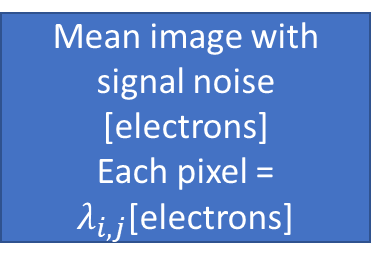 Mean image with
signal noise
[electrons]
Each pixel =
𝜆𝑖,𝑗[electrons]